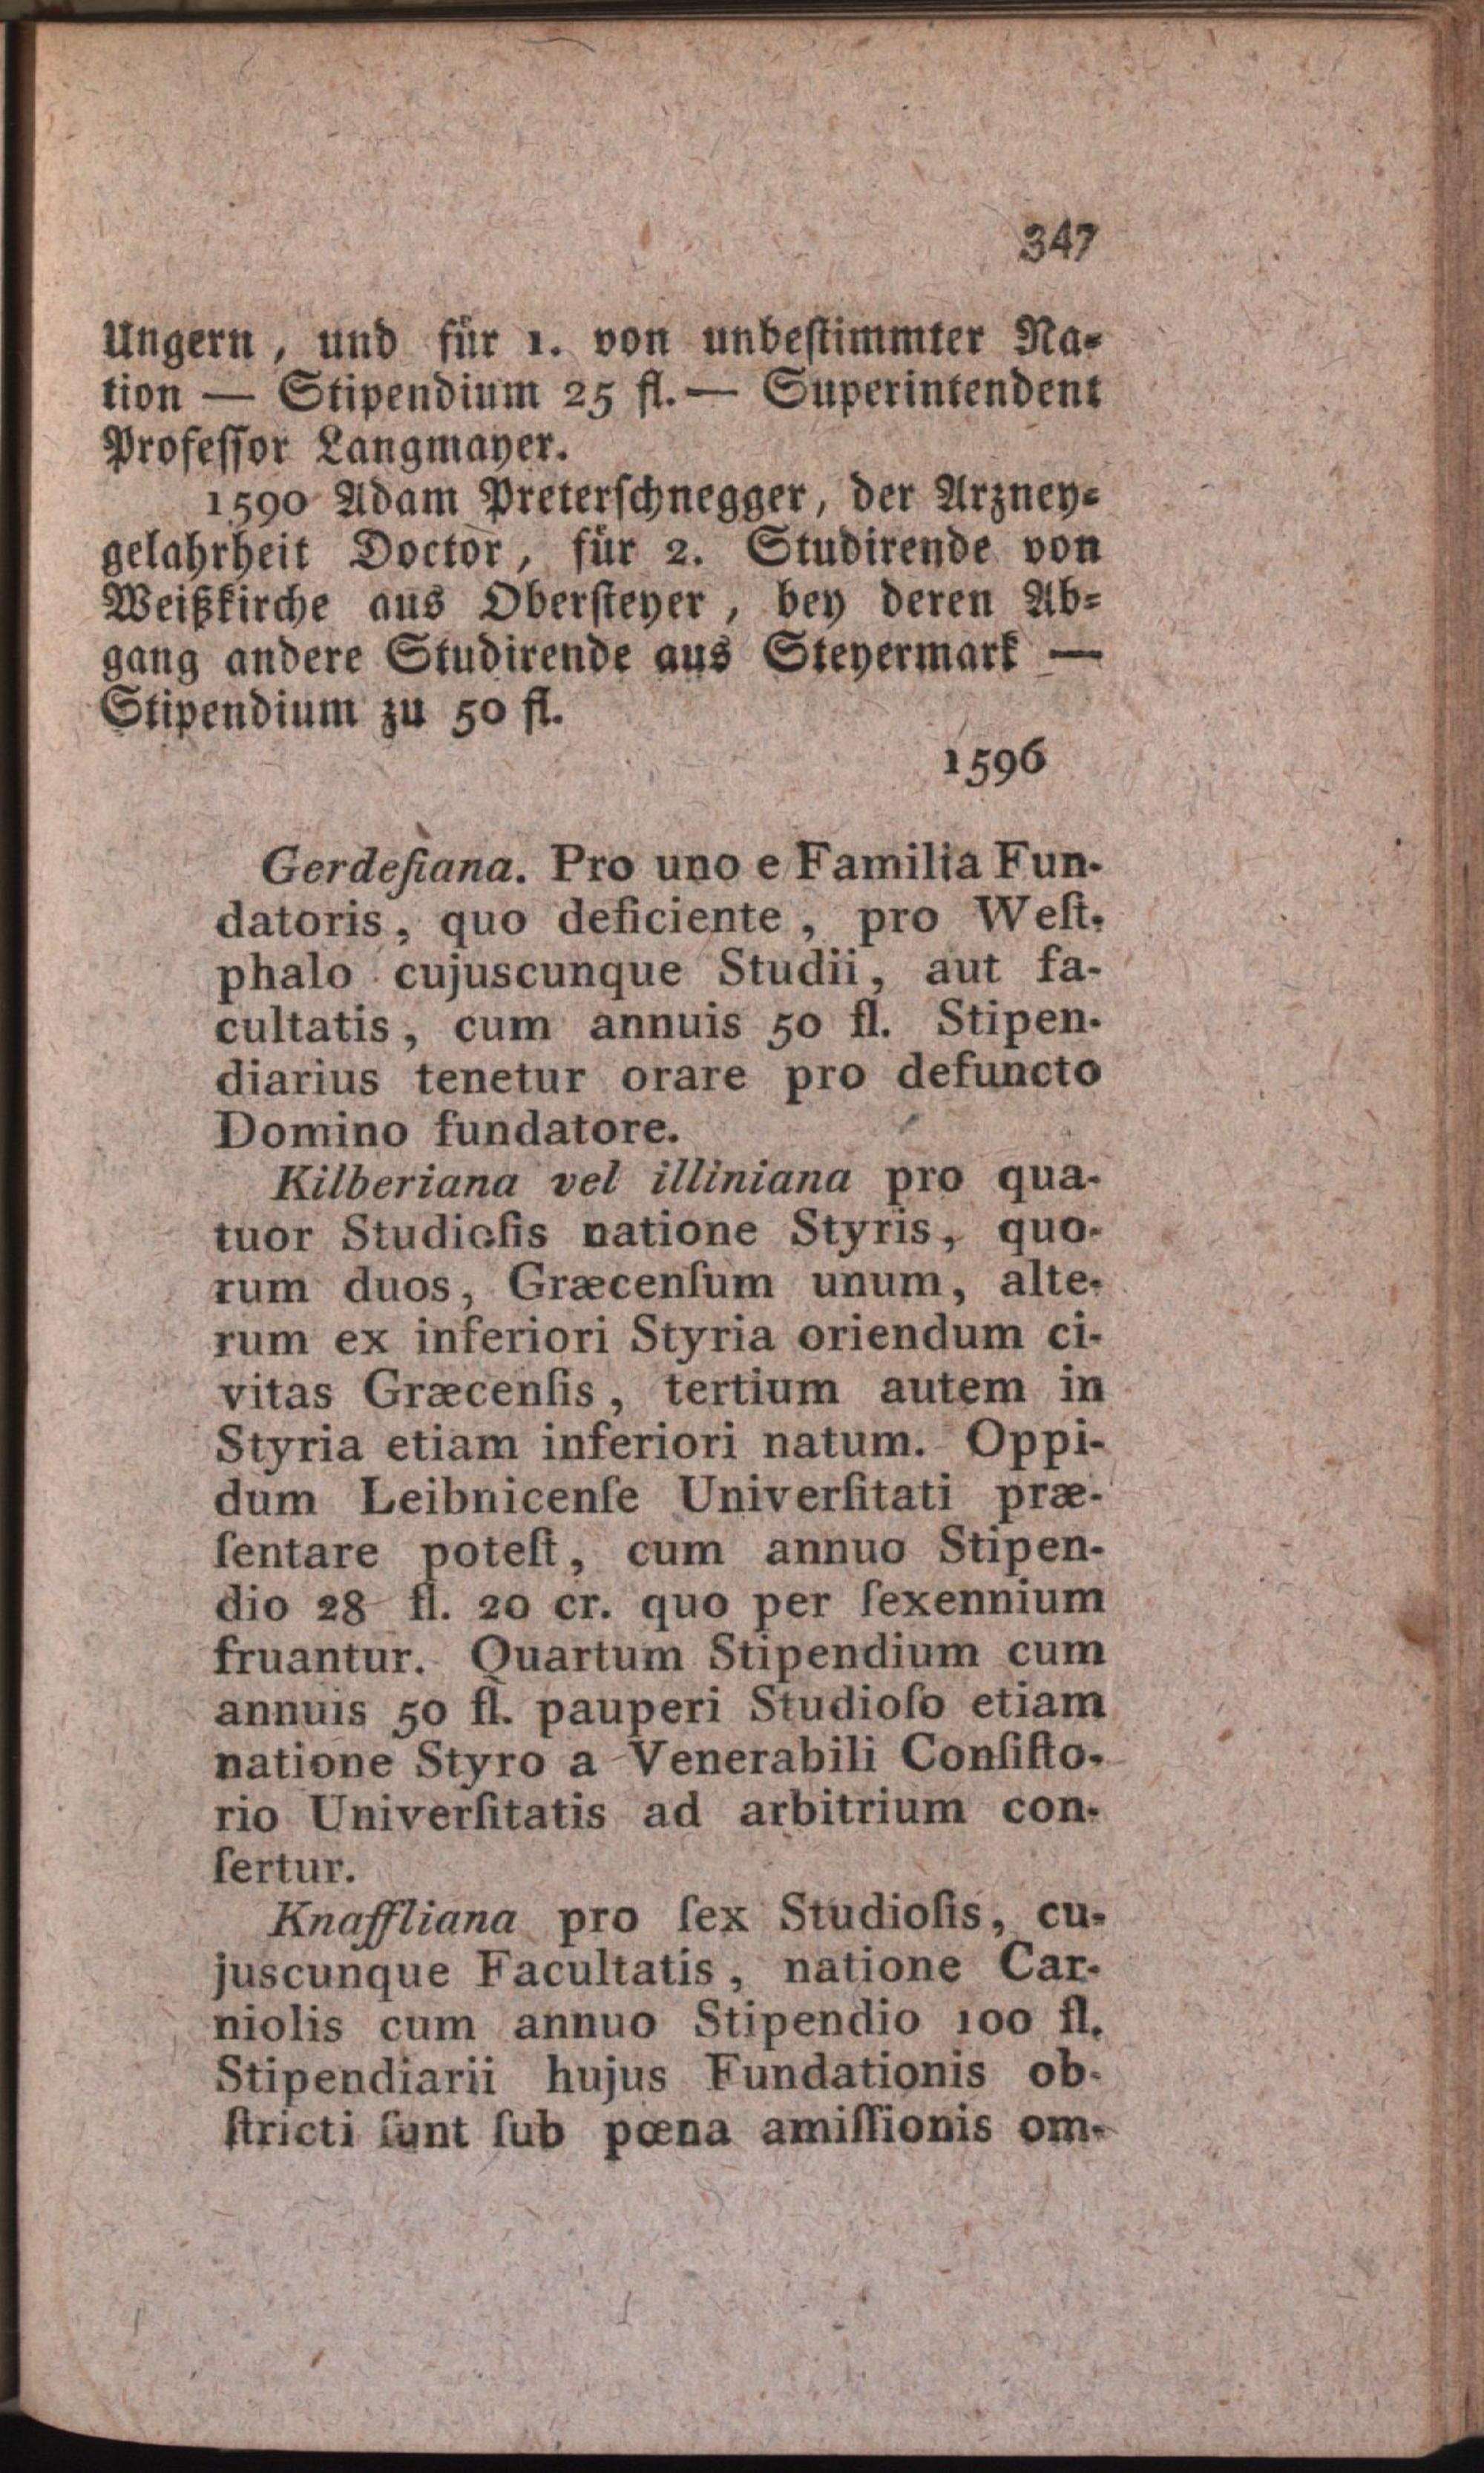 347
Ungern, und für 1. von unbeſtimmter Na-
tion — Stipendium 25 fl. — Superintendent
Profeſſor Langmayer.
1590 Adam Preterſchnegger, der Arzney-
gelahrheit Doctor, für 2. Studirende von
Weißkirche aus Oberſteyer, bey deren Ab-
gang andere Studirende aus Steyermark —
Stipendium zu 50 fl.
1596
Gerdeſiana. Pro uno e Familia Fun-
datoris, quo deficiente, pro Weſt-
phalo cujuscunque Studii, aut fa-
cultatis, cum annuis 50 fl. Stipen-
diarius tenetur orare pro defuncto
Domino fundatore.
Kilberiana vel illiniana pro qua-
tuor Studioſis natione Styris, quo-
rum duos, Græcenſum unum, alte-
rum ex inferiori Styria oriendum ci-
vitas Græcenſis, tertium autem in
Styria etiam inferiori natum. Oppi-
dum Leibnicenſe Univerſitati præ-
ſentare poteſt, cum annuo Stipen-
dio 28 fl. 20 cr. quo per ſexennium
fruantur. Quartum Stipendium cum
annuis 50 fl. pauperi Studioſo etiam
natione Styro a Venerabili Conſiſto-
rio Univerſitatis ad arbitrium con-
ſertur.
Knaffliana pro ſex Studioſis, cu-
juscunque Facultatis, natione Car-
niolis cum annuo Stipendio 100 fl.
Stipendiarii hujus Fundationis ob-
ſtricti ſunt ſub pœna amiſſionis om-